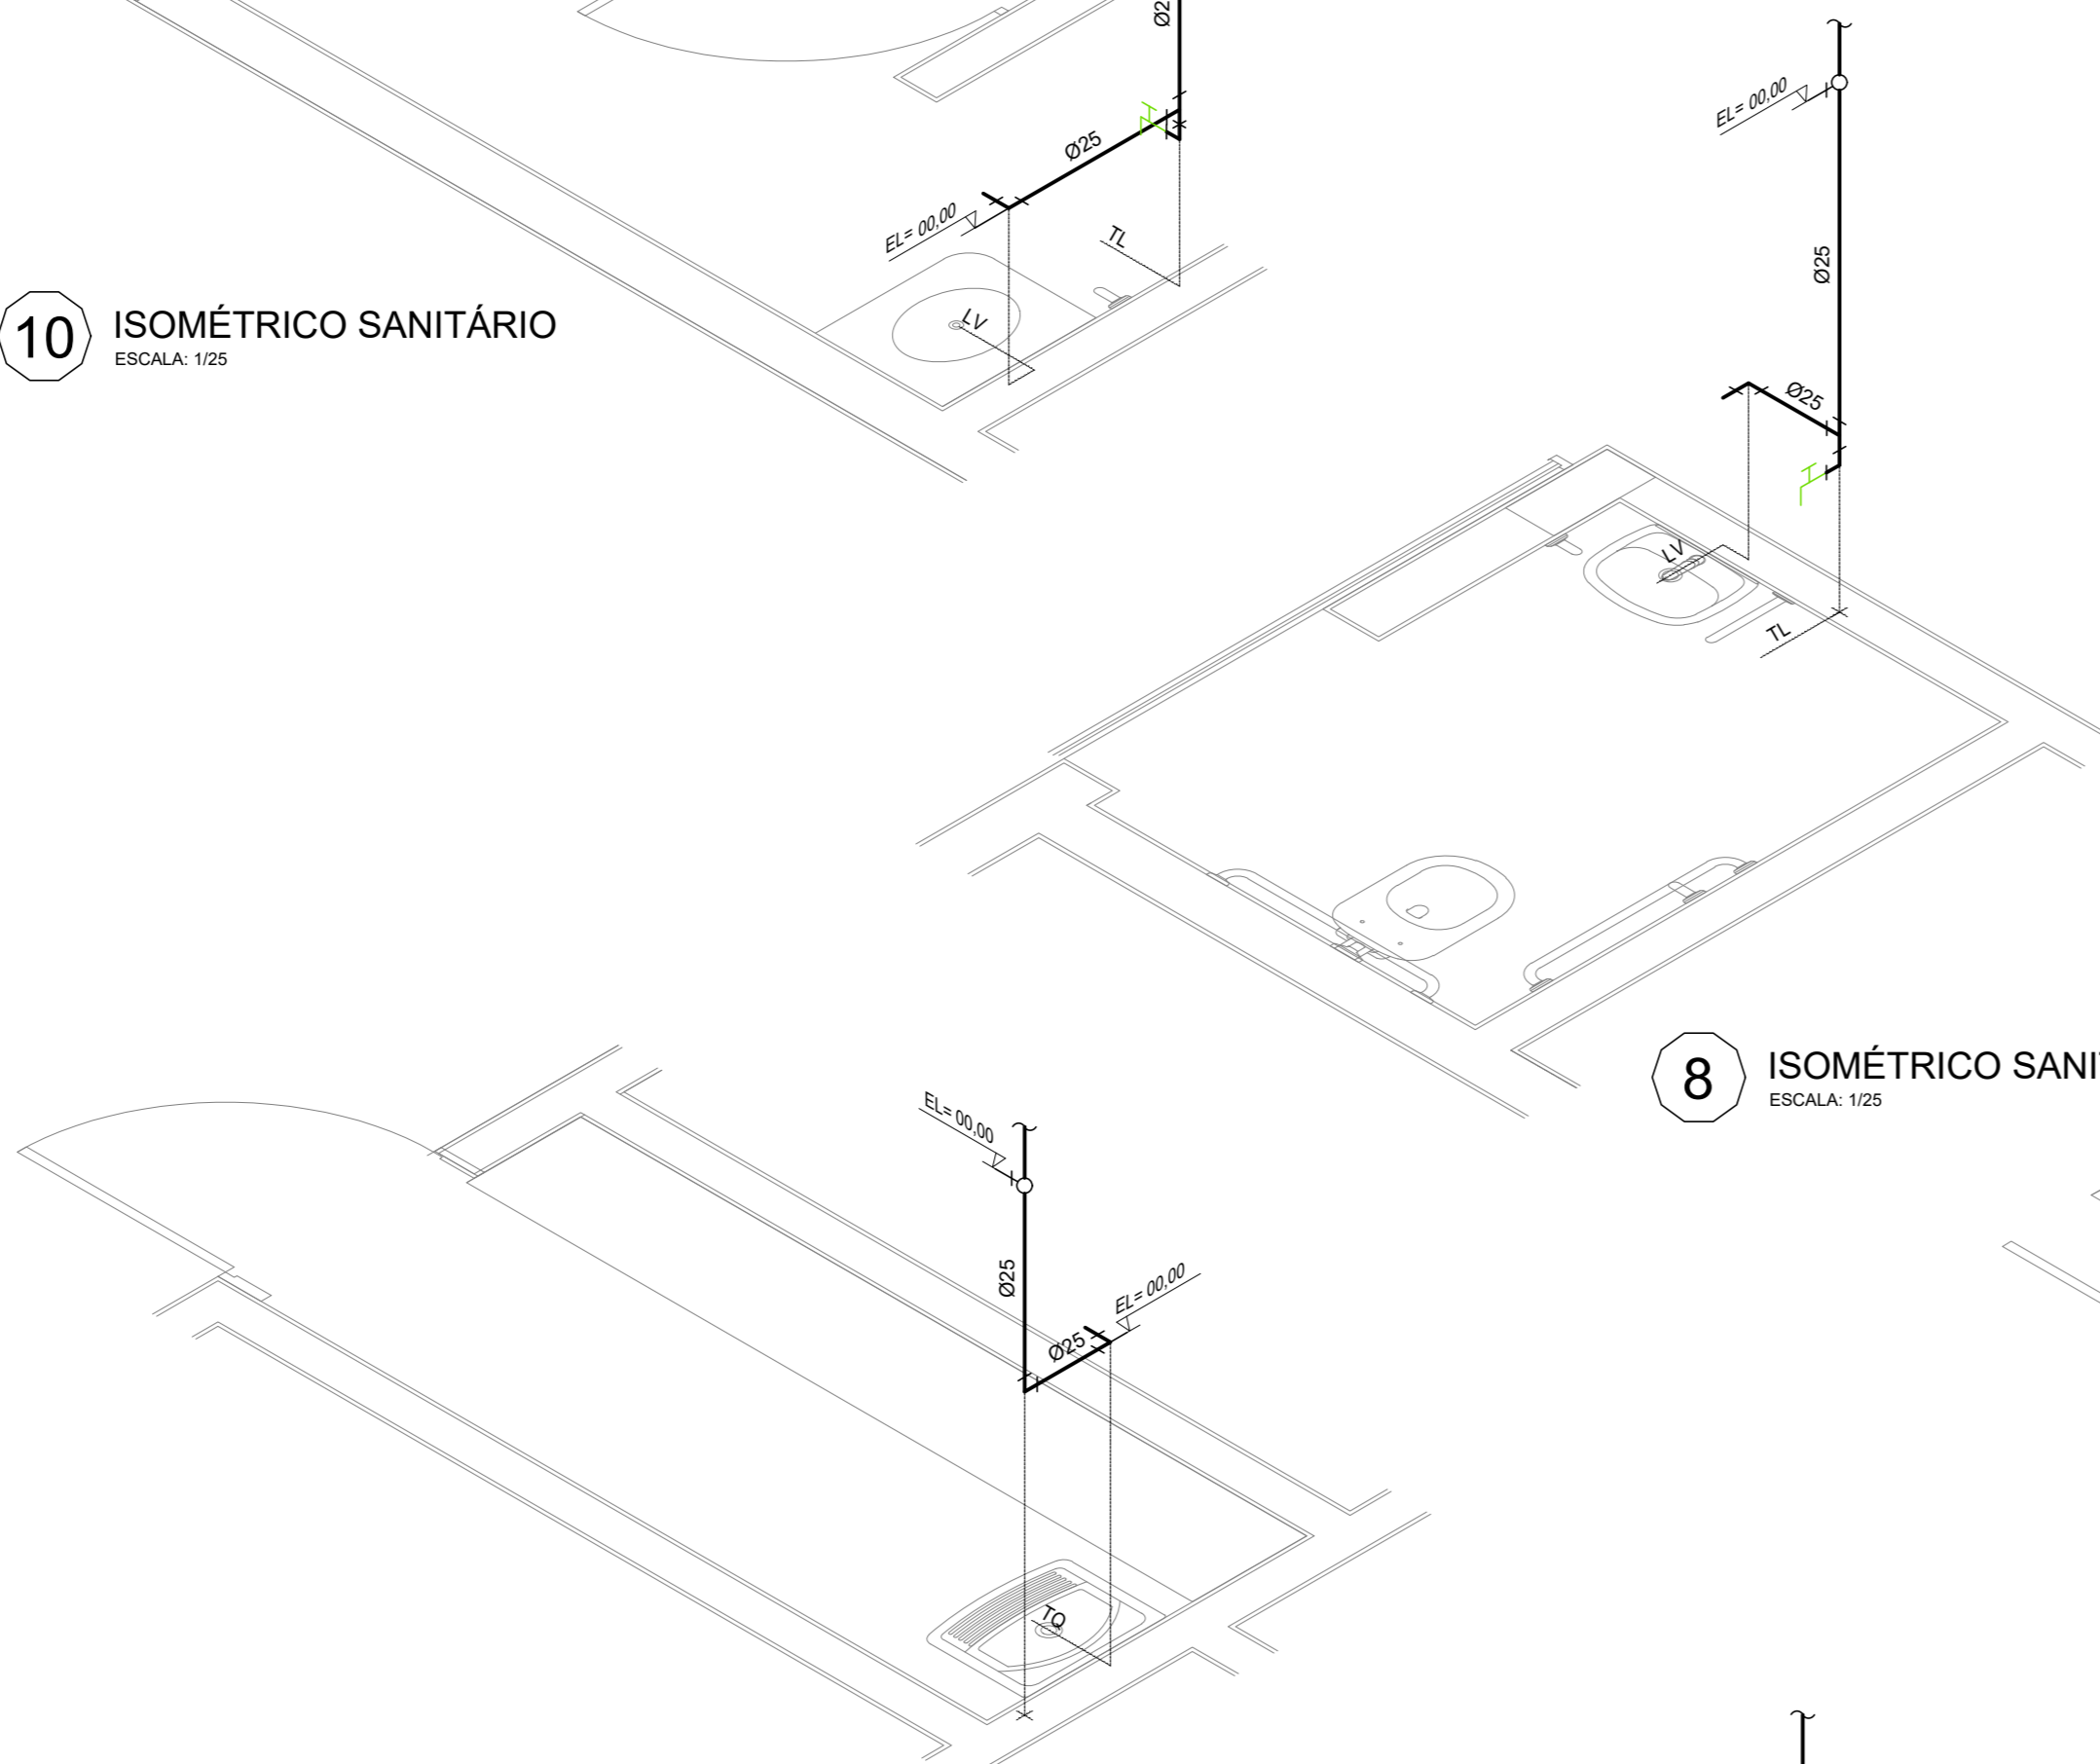 Ø2
Ø25
EL= 00,00
TL
LV
10
ISOMÉTRICO SANITÁRIO
ESCALA: 1/25
EL= 00,00
Ø25
Ø25
LV
TL
8
ISOMÉTRICO SANI
ESCALA: 1/25
EL= 00,00
Ø25
EL= 00,00
Ø25
TQ